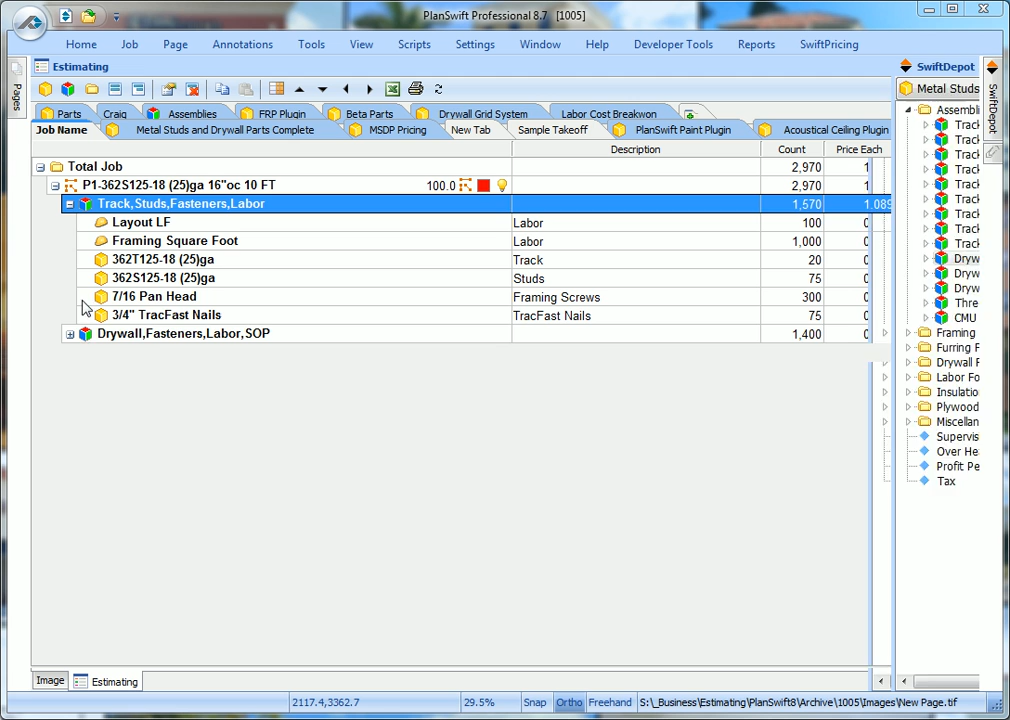 PlanSwift Professional 8.7 [1005]
Home Job Page Annotations Tools View Scripts Settings Window Help Developer Tools Reports SwiftPricing
Pages
Estimating
Parts Craig Assemblies FRP Plugin Beta Parts Drywall Grid System Labor Cost Breakwon
Job Name Metal Studs and Drywall Parts Complete MSDP Pricing New Tab Sample Takeoff PlanSwift Paint Plugin Acoustical Ceiling Plugin
Description Count Price Each
Total Job 2,970 1
P1-362S125-18 (25)ga 16"oc 10 FT 100.0 2,970 1
Track,Studs,Fasteners,Labor 1,570 1.089
Layout LF Labor 100 0
Framing Square Foot Labor 1,000 0
362T125-18 (25)ga Track 20 0
362S125-18 (25)ga Studs 75 0
7/16 Pan Head Framing Screws 300 0
3/4" TracFast Nails TracFast Nails 75 0
Drywall,Fasteners,Labor,SOP 1,400 0
SwiftDepot
Metal Studs
SwiftDepot
Assembli
Track
Track
Track
Track
Track
Track
Track
Track
Track
Dryw
Dryw
Dryw
Thre
CMU
Framing
Furring F
Drywall F
Labor Fo
Insulatio
Plywood
Miscellan
Supervis
Over He
Profit Pe
Tax
Image Estimating
2117.4,3362.7 29.5% Snap Ortho Freehand S:\_Business\Estimating\PlanSwift8\Archive\1005\Images\New Page.tif